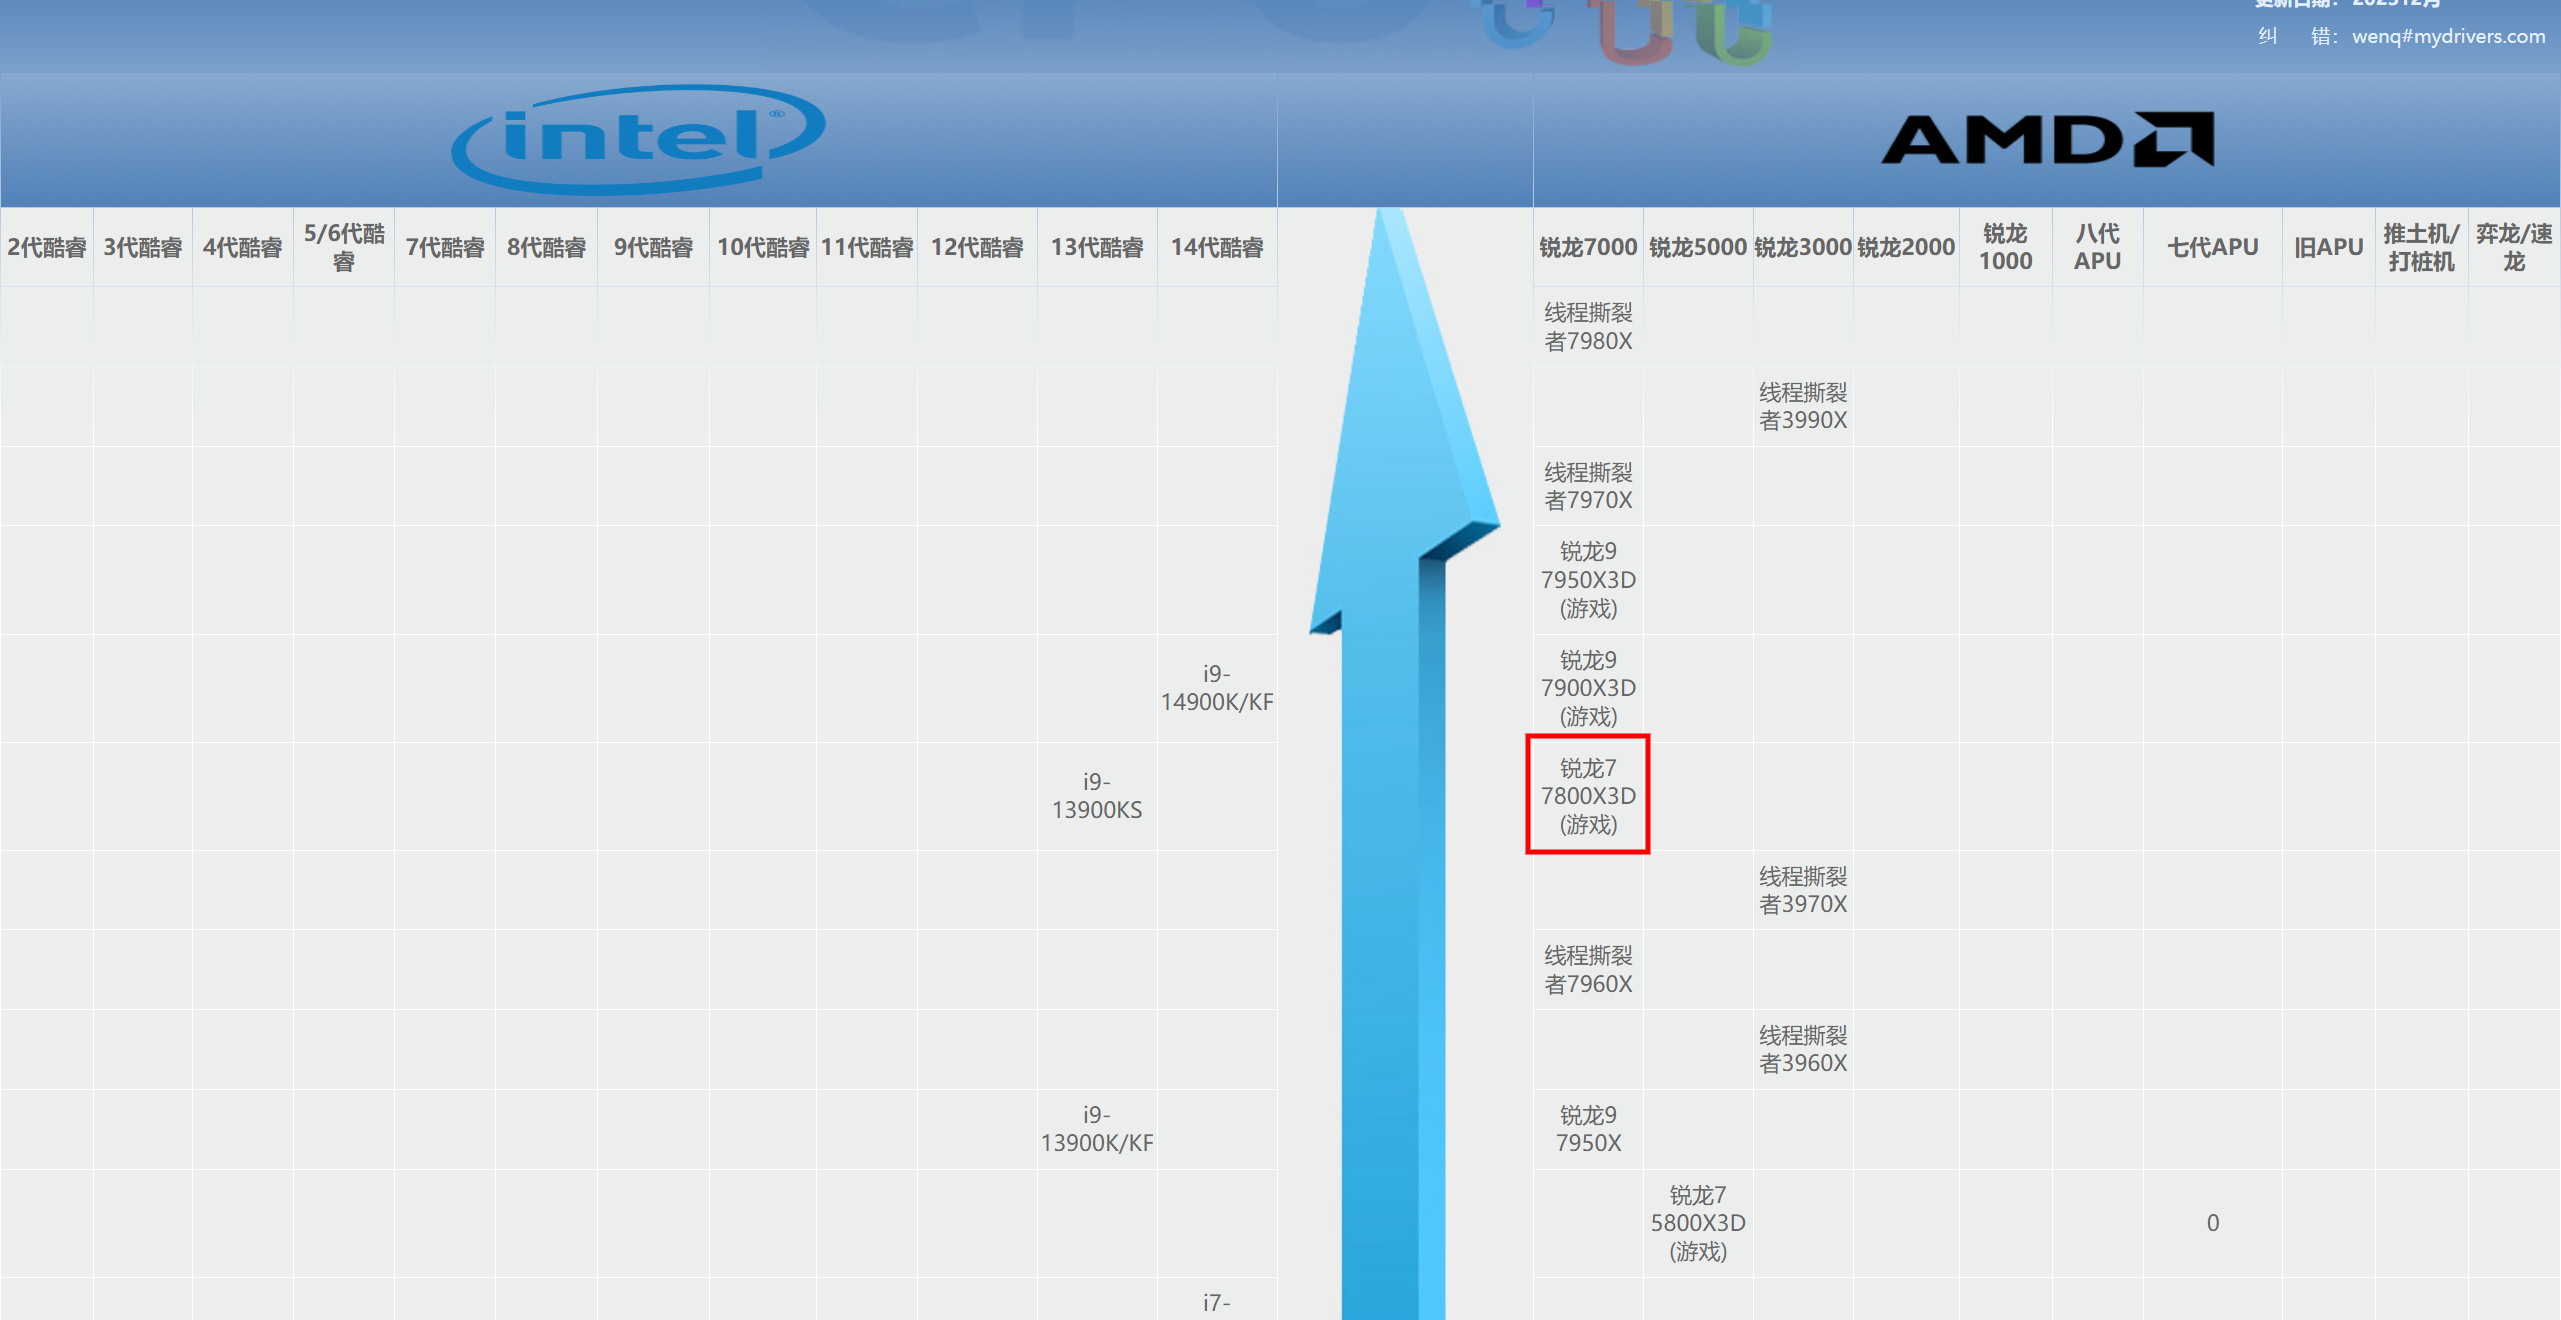 纠 错：wenq#mydrivers.com
intel®
AMD
2代酷睿 3代酷睿 4代酷睿 5/6代酷睿 7代酷睿 8代酷睿 9代酷睿 10代酷睿 11代酷睿 12代酷睿 13代酷睿 14代酷睿 锐龙7000 锐龙5000 锐龙3000 锐龙2000 锐龙1000 八代APU 七代APU 旧APU 推土机/打桩机 弈龙/速龙
线程撕裂
者7980X
线程撕裂
者3990X
线程撕裂
者7970X
锐龙9
7950X3D
(游戏)
i9-
14900K/KF
锐龙9
7900X3D
(游戏)
i9-
13900KS
锐龙7
7800X3D
(游戏)
线程撕裂
者3970X
线程撕裂
者7960X
线程撕裂
者3960X
i9-
13900K/KF
锐龙9
7950X
锐龙7
5800X3D
(游戏)
0
i7-